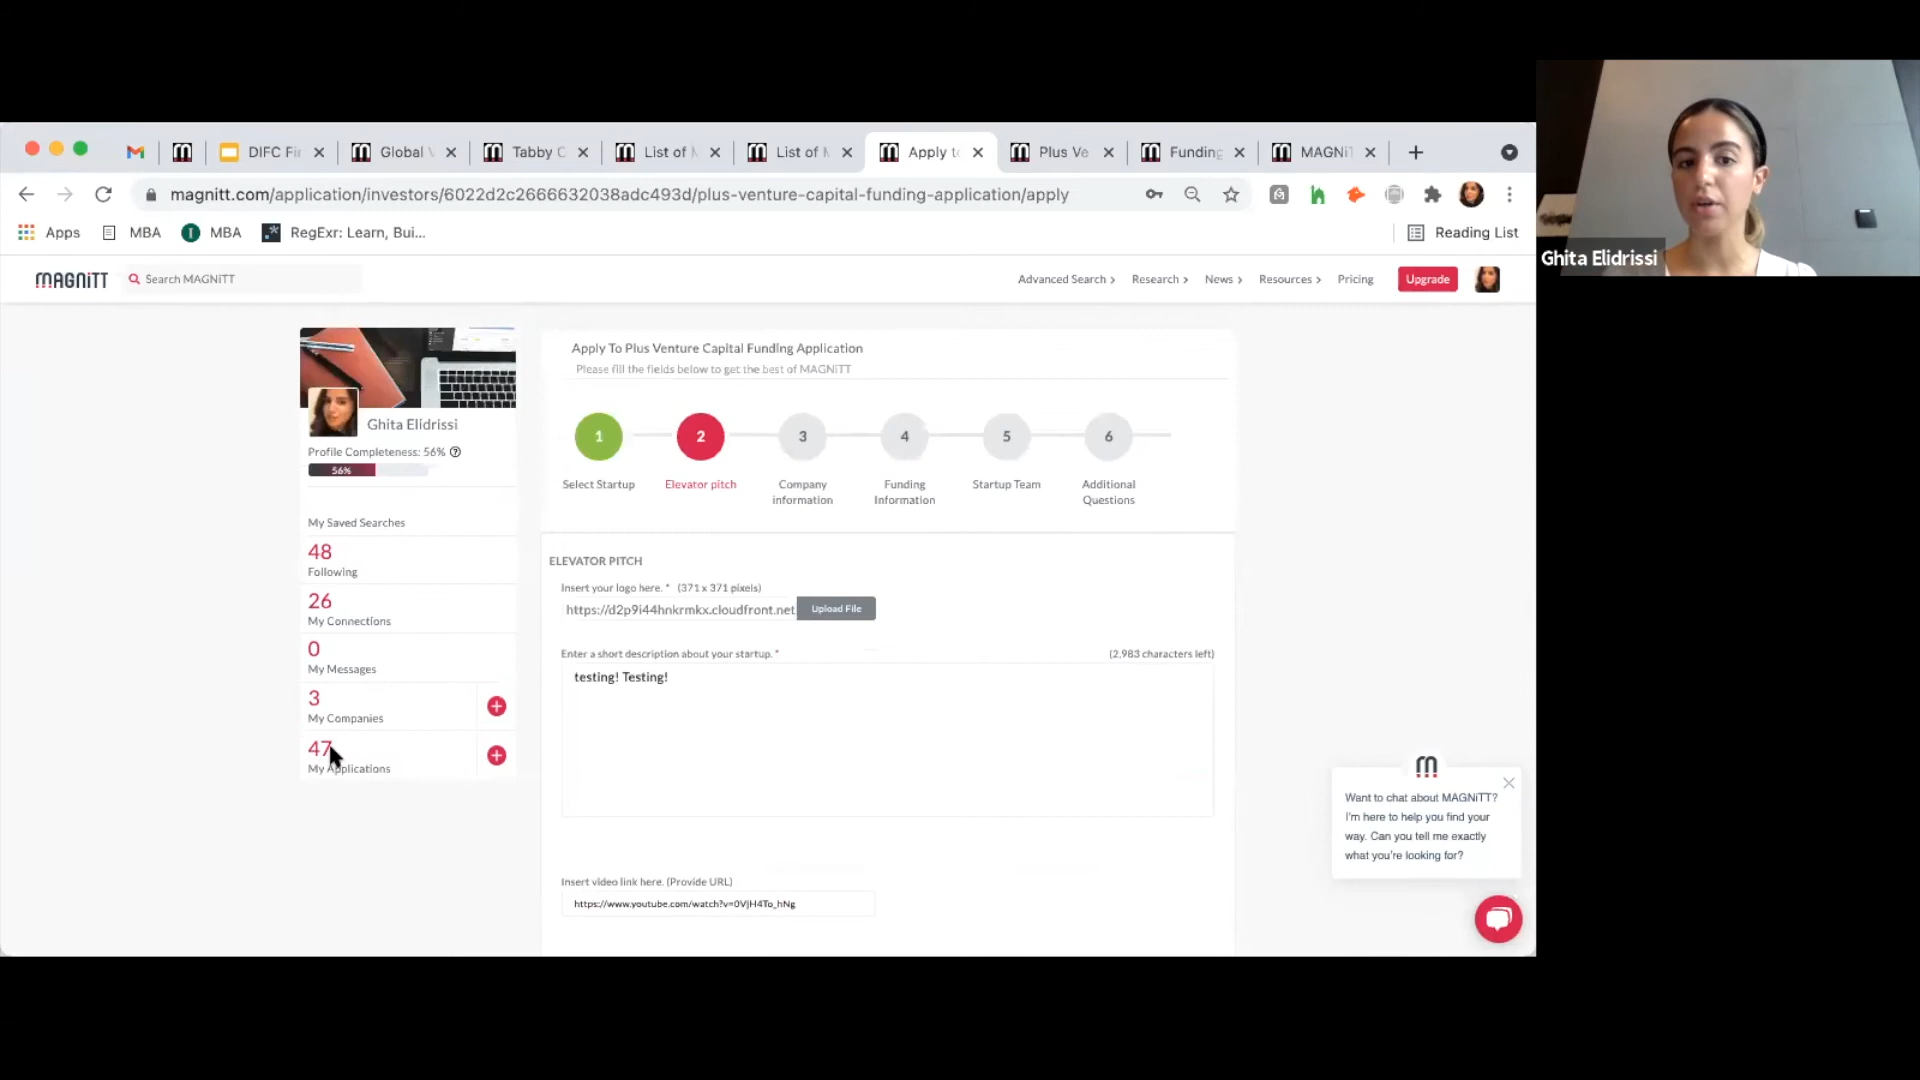 DIFC Fir
Global V
Tabby C
List of M
List of M
Apply to
Plus Ve
Funding
MAGNiT
magnitt.com/application/investors/6022d2c2666632038adc493d/plus-venture-capital-funding-application/apply
Apps
MBA
MBA
RegExr: Learn, Bui...
Reading List
Ghita Elidrissi
MAGNiTT
Search MAGNiTT
Advanced Search
Research
News
Resources
Pricing
Upgrade
Ghita Elidrissi
Profile Completeness: 56%
56%
My Saved Searches
48
Following
26
My Connections
0
My Messages
3
My Companies
47
My Applications
Apply To Plus Venture Capital Funding Application
Please fill the fields below to get the best of MAGNiTT
1
2
3
4
5
6
Select Startup
Elevator pitch
Company information
Funding Information
Startup Team
Additional Questions
ELEVATOR PITCH
Insert your logo here. * (371 x 371 pixels)
https://d2p9i44hnkrmkx.cloudfront.net
Upload File
Enter a short description about your startup. *
(2,983 characters left)
testing! Testing!
Insert video link here. (Provide URL)
https://www.youtube.com/watch?v=0VjH4To_hNg
Want to chat about MAGNiTT?
I'm here to help you find your
way. Can you tell me exactly
what you're looking for?